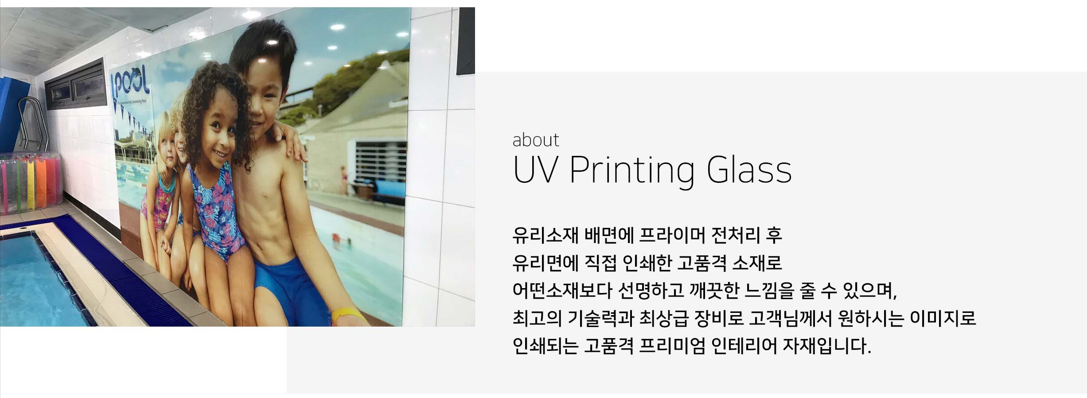 POOL
about
UV Printing Glass
유리소재 배면에 프라이머 전처리 후
유리면에 직접 인쇄한 고품격 소재로
어떤소재보다 선명하고 깨끗한 느낌을 줄 수 있으며,
최고의 기술력과 최상급 장비로 고객님께서 원하시는 이미지로
인쇄되는 고품격 프리미엄 인테리어 자재입니다.